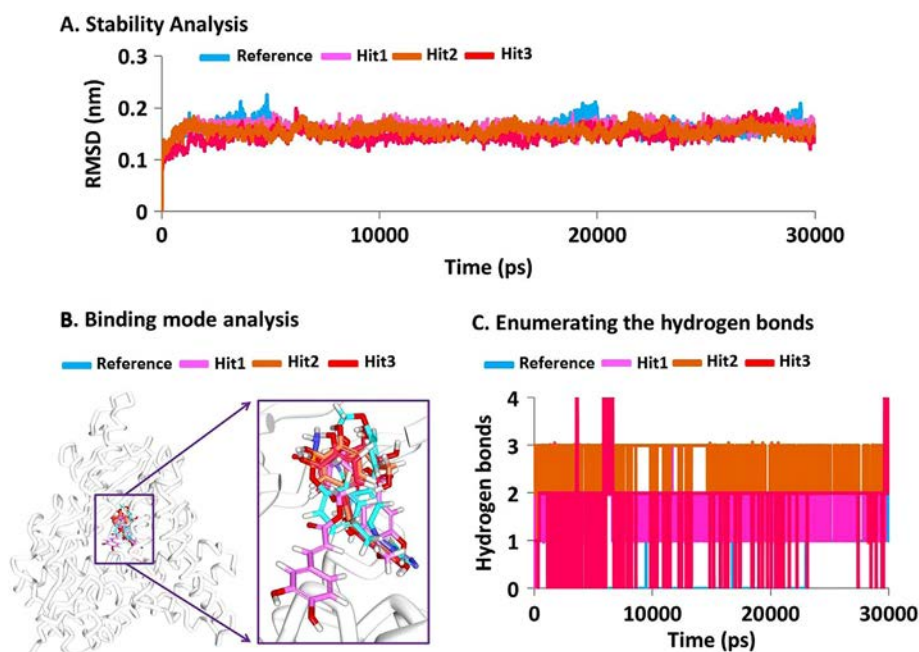 A. Stability Analysis
Reference Hit1 Hit2 Hit3
0.3
0.2
0.1
0
RMSD (nm)
0 10000 20000 30000
Time (ps)
B. Binding mode analysis
Reference Hit1 Hit2 Hit3
C. Enumerating the hydrogen bonds
Reference Hit1 Hit2 Hit3
4
3
2
1
0
Hydrogen bonds
0 10000 20000 30000
Time (ps)